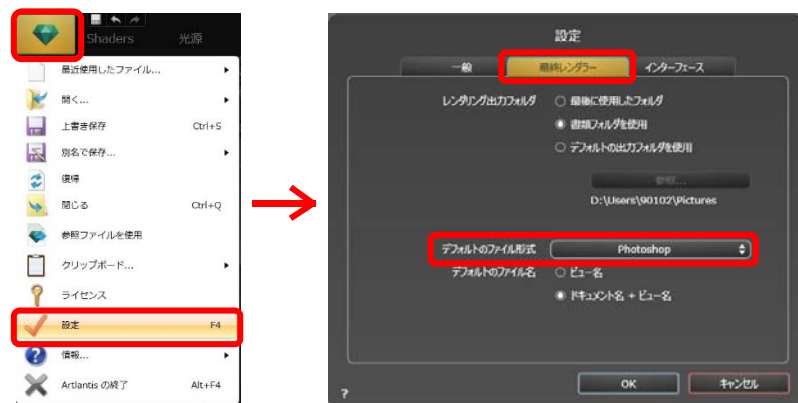 Shaders 光源
最近使用したファイル...
開く...
上書き保存 Ctrl+S
別名で保存...
復帰
閉じる Ctrl+Q
参照ファイルを使用
クリップボード...
ライセンス
設定 F4
情報...
Artlantis の終了 Alt+F4
設定
一般 最終レンダラー インターフェース
レンダリング出力フォルダ 最後に使用したフォルダ
書類フォルダを使用
デフォルトの出力フォルダを使用
参照...
D:\Users\90102\Pictures
デフォルトのファイル形式 Photoshop
デフォルトのファイル名 ビュー名
ドキュメント名 + ビュー名
? OK キャンセル